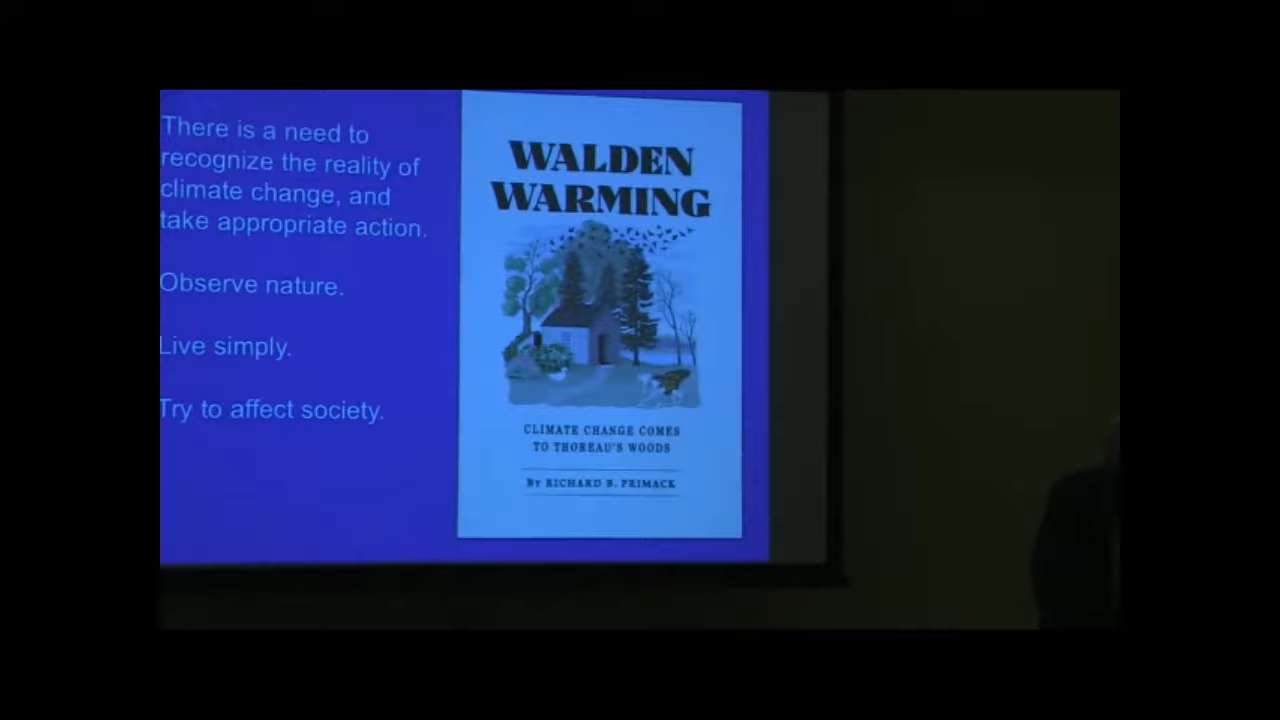 There is a need to
recognize the reality of
climate change, and
take appropriate action.
Observe nature.
Live simply.
Try to affect society.
WALDEN
WARMING
CLIMATE CHANGE COMES
TO THOREAU'S WOODS
BY RICHARD B. PRIMACK